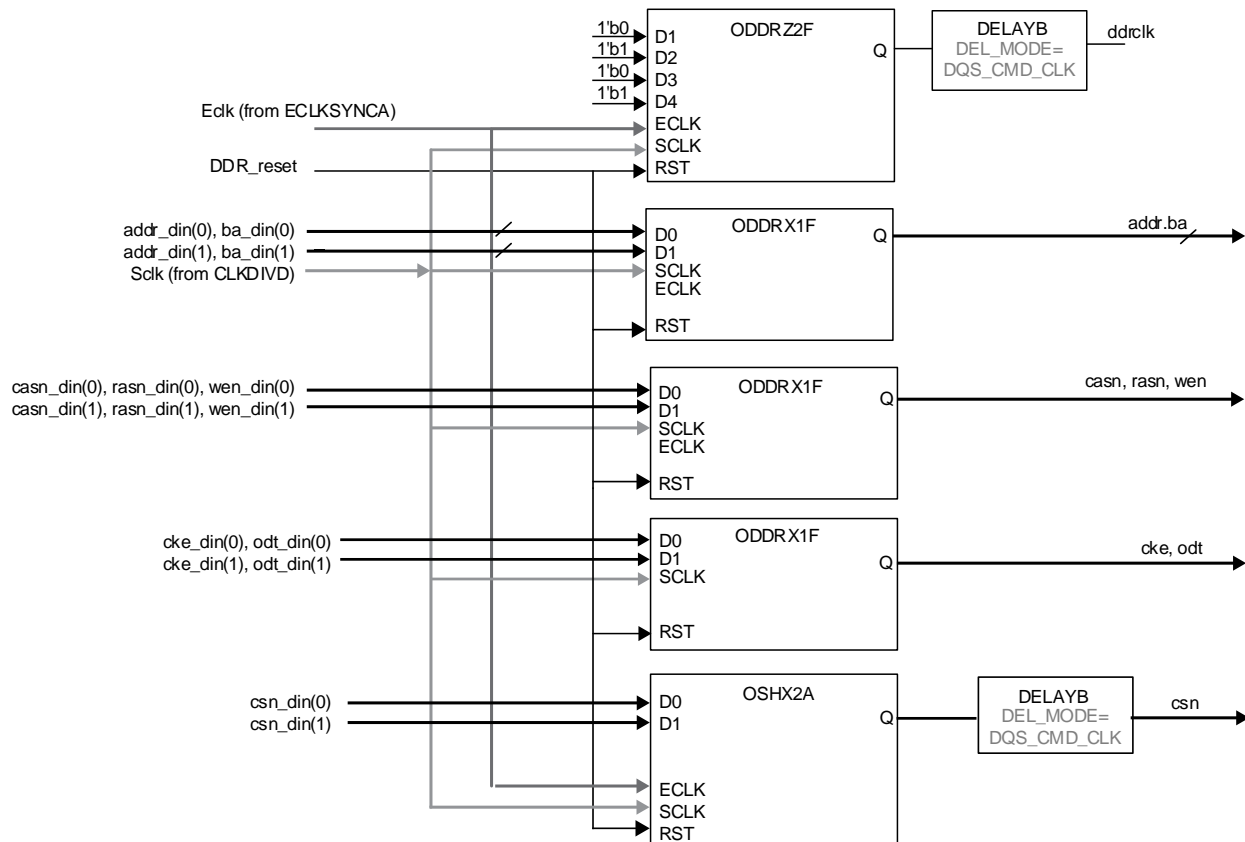 1'b0
1'b1
1'b0
1'b1
D1
D2
D3
D4
ECLK
SCLK
RST
ODDRZ2F
Q
DELAYB
DEL_MODE=
DQS_CMD_CLK
ddrclk
Eclk (from ECLKSYNCA)
DDR_reset
addr_din(0), ba_din(0)
addr_din(1), ba_din(1)
Sclk (from CLKDIVD)
ODDRX1F
D0
D1
SCLK
ECLK
RST
Q
addr.ba
casn_din(0), rasn_din(0), wen_din(0)
casn_din(1), rasn_din(1), wen_din(1)
ODDRX1F
D0
D1
SCLK
ECLK
RST
Q
casn, rasn, wen
cke_din(0), odt_din(0)
cke_din(1), odt_din(1)
ODDRX1F
D0
D1
SCLK
RST
Q
cke, odt
csn_din(0)
csn_din(1)
OSHX2A
D0
D1
ECLK
SCLK
RST
Q
DELAYB
DEL_MODE=
DQS_CMD_CLK
csn